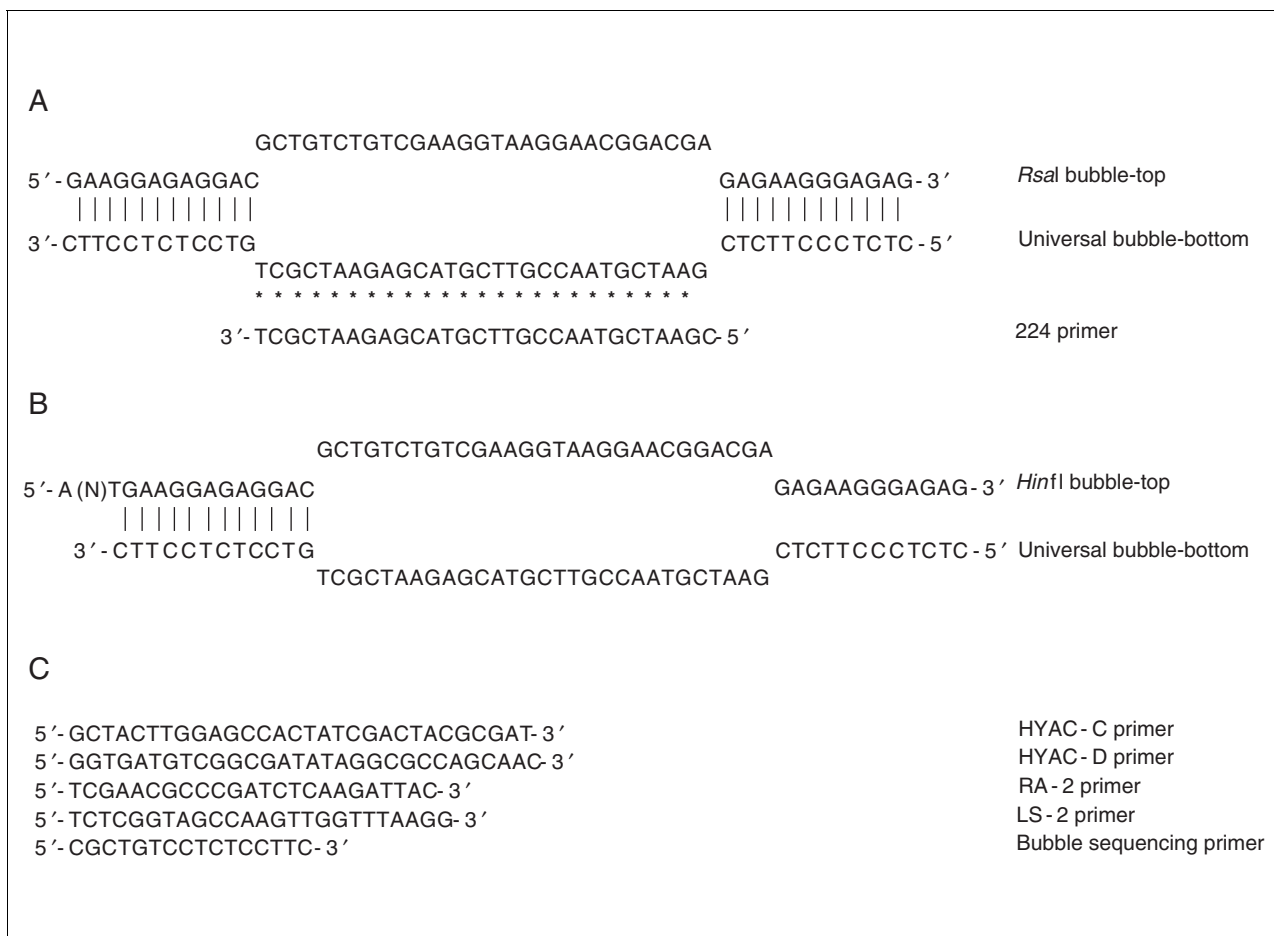 A
GCTGTCTGTCGAAGGTAAGGAACGGACGA
5′-GAAGGAGAGGAC GAGAAGGGAGAG-3′ RsaI bubble-top
3′-CTTCCTCTCCTG CTCTTCCCTCTC-5′ Universal bubble-bottom
TCGCTAAGAGCATGCTTGCCAATGCTAAG
* * * * * * * * * * * * * * * * * * * * * * * *
3′-TCGCTAAGAGCATGCTTGCCAATGCTAAGC-5′ 224 primer
B
GCTGTCTGTCGAAGGTAAGGAACGGACGA
5′-A(N)TGAAGGAGAGGAC GAGAAGGGAGAG-3′ HinfI bubble-top
3′-CTTCCTCTCCTG CTCTTCCCTCTC-5′ Universal bubble-bottom
TCGCTAAGAGCATGCTTGCCAATGCTAAG
C
5′-GCTACTTGGAGCCACTATCGACTACGCGAT-3′ HYAC-C primer
5′-GGTGATGTCGGCGATATAGGCGCCAGCAAC-3′ HYAC-D primer
5′-TCGAACGCCCGATCTCAAGATTAC-3′ RA-2 primer
5′-TCTCGGTAGCCAAGTTGGTTTAAGG-3′ LS-2 primer
5′-CGCTGTCCTCTCCTTC-3′ Bubble sequencing primer